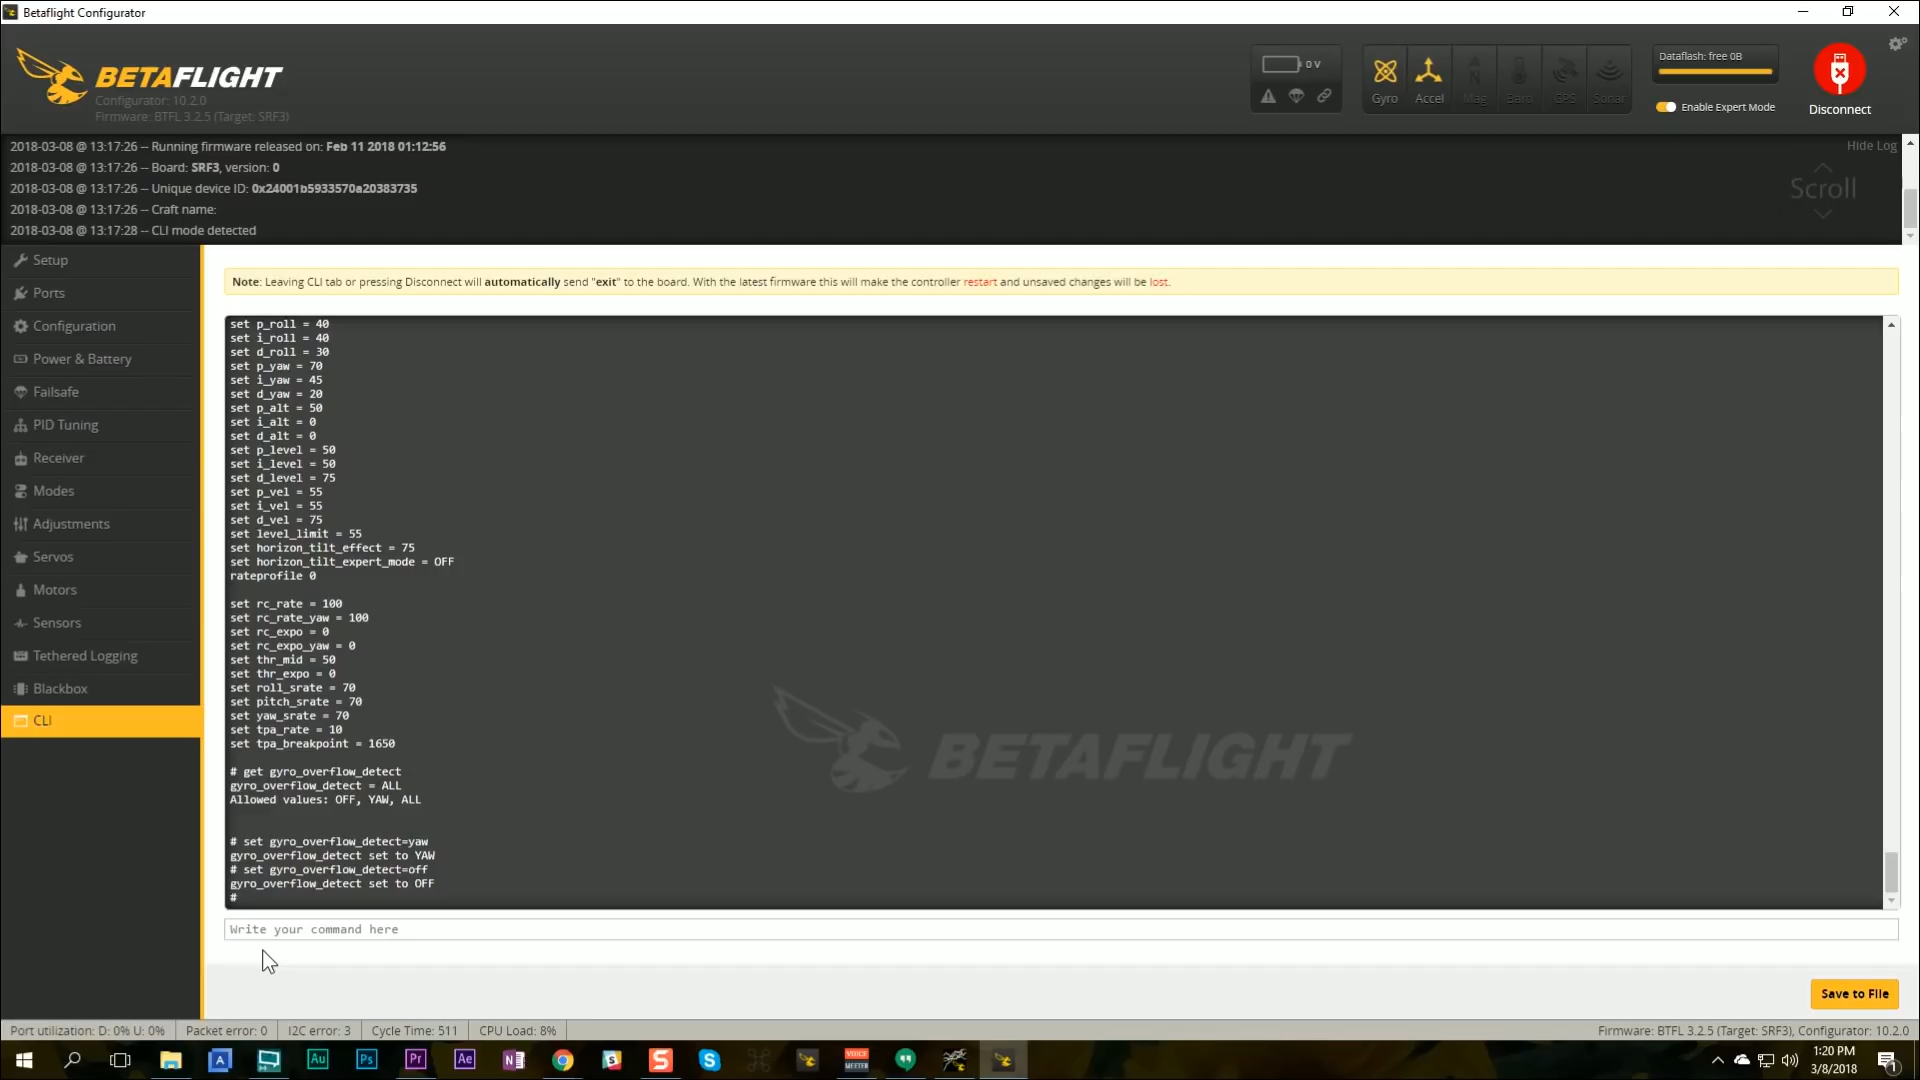 Betaflight Configurator
BETAFLIGHT
Configurator: 10.2.0
Firmware: BTFL 3.2.5 (Target: SRF3)
0 V
Gyro
Accel
Mag
Baro
GPS
Sonar
Dataflash: free 0B
Enable Expert Mode
Disconnect
2018-03-08 @ 13:17:26 -- Running firmware released on: Feb 11 2018 01:12:56
2018-03-08 @ 13:17:26 -- Board: SRF3, version: 0
2018-03-08 @ 13:17:26 -- Unique device ID: 0x24001b5933570a20383735
2018-03-08 @ 13:17:26 -- Craft name:
2018-03-08 @ 13:17:28 -- CLI mode detected
Hide Log
Scroll
Setup
Ports
Configuration
Power & Battery
Failsafe
PID Tuning
Receiver
Modes
Adjustments
Servos
Motors
Sensors
Tethered Logging
Blackbox
CLI
Note: Leaving CLI tab or pressing Disconnect will automatically send "exit" to the board. With the latest firmware this will make the controller restart and unsaved changes will be lost.
set p_roll = 40
set i_roll = 40
set d_roll = 30
set p_yaw = 70
set i_yaw = 45
set d_yaw = 20
set p_alt = 50
set i_alt = 0
set d_alt = 0
set p_level = 50
set i_level = 50
set d_level = 75
set p_vel = 55
set i_vel = 55
set d_vel = 75
set level_limit = 55
set horizon_tilt_effect = 75
set horizon_tilt_expert_mode = OFF
rateprofile 0
set rc_rate = 100
set rc_rate_yaw = 100
set rc_expo = 0
set rc_expo_yaw = 0
set thr_mid = 50
set thr_expo = 0
set roll_srate = 70
set pitch_srate = 70
set yaw_srate = 70
set tpa_rate = 10
set tpa_breakpoint = 1650
# get gyro_overflow_detect
gyro_overflow_detect = ALL
Allowed values: OFF, YAW, ALL
# set gyro_overflow_detect=yaw
gyro_overflow_detect set to YAW
# set gyro_overflow_detect=off
gyro_overflow_detect set to OFF
#
BETAFLIGHT
Write your command here
Save to File
Port utilization: D: 0% U: 0%
Packet error: 0
I2C error: 3
Cycle Time: 511
CPU Load: 8%
Firmware: BTFL 3.2.5 (Target: SRF3), Configurator: 10.2.0
A
Au
Ps
Pr
Ae
N
S
S
VOICE
MEETER
1:20 PM
3/8/2018
1